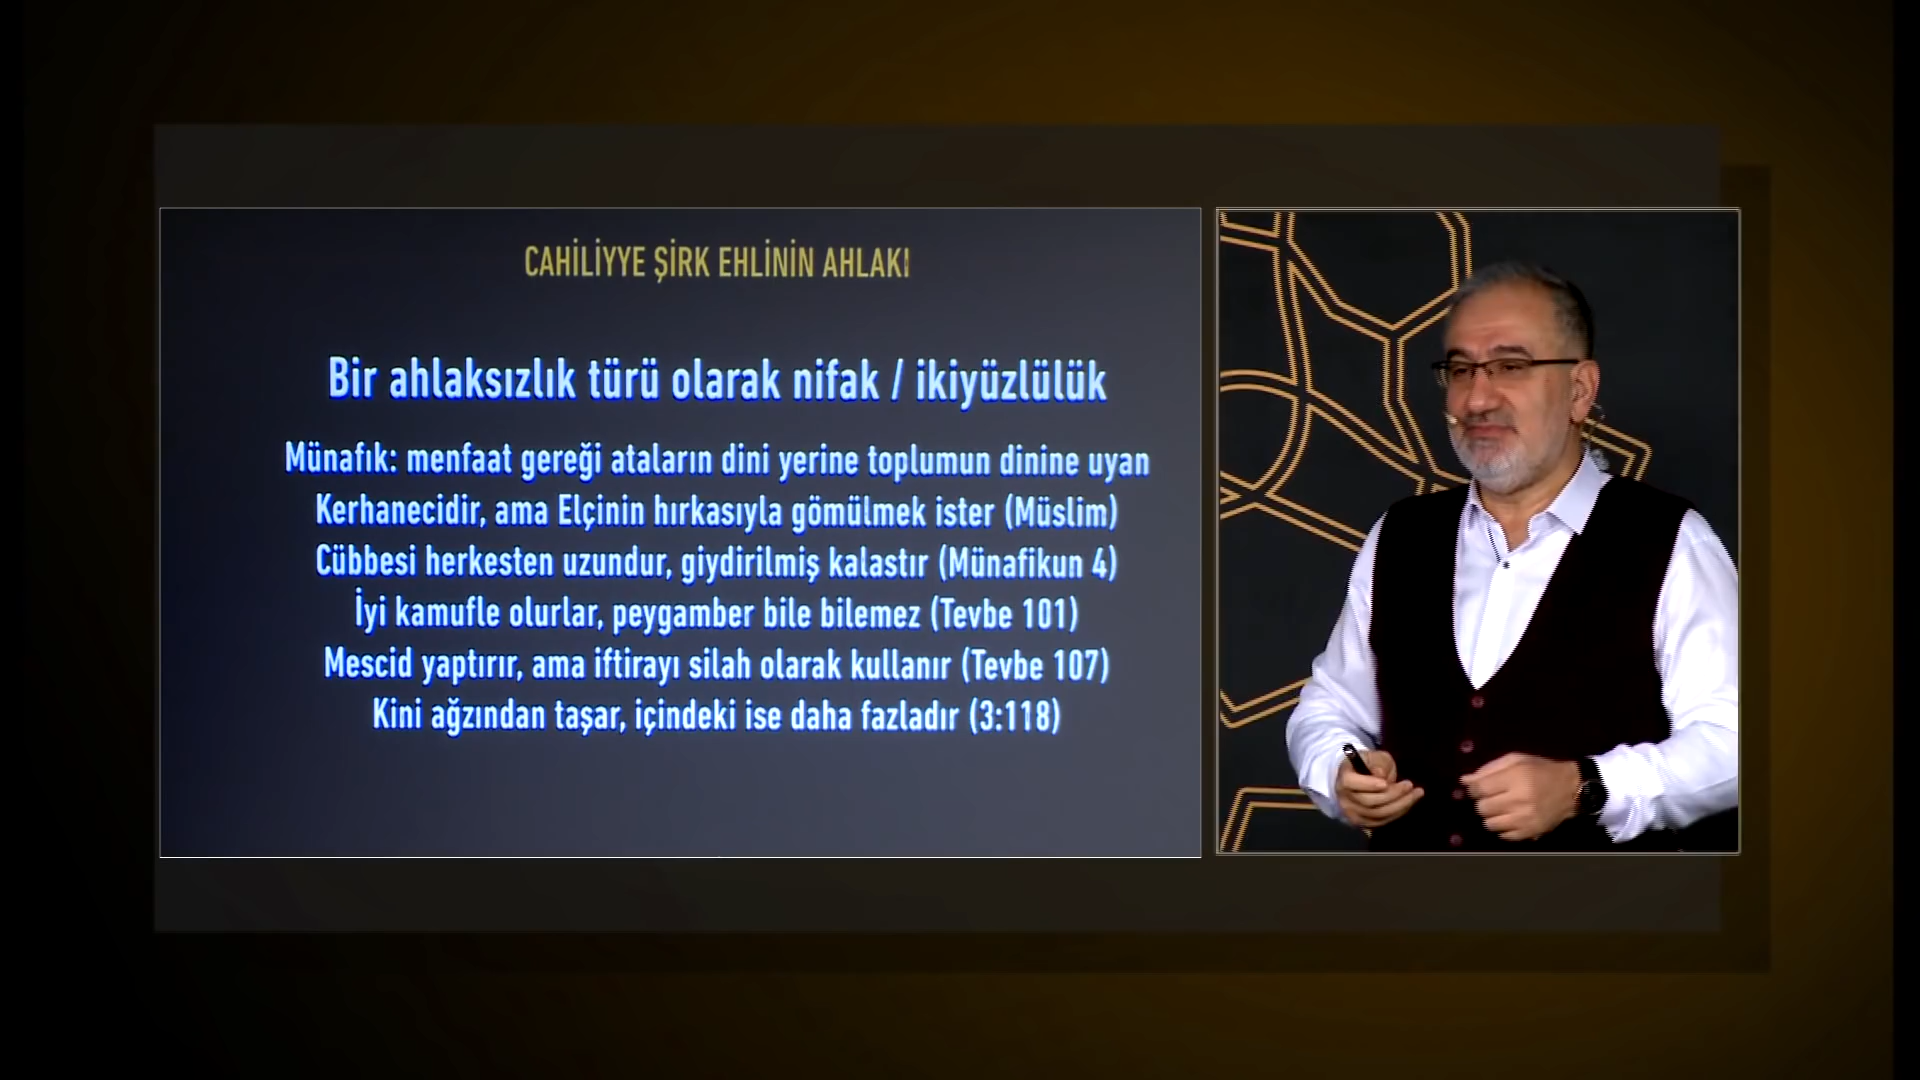 CAHİLİYYE ŞİRK EHLİNİN AHLAKI
Bir ahlaksızlık türü olarak nifak / ikiyüzlülük
Münafık: menfaat gereği ataların dini yerine toplumun dinine uyan
Kerhanecidir, ama Elçinin hırkasıyla gömülmek ister (Müslim)
Cübbesi herkesten uzundur, giydirilmiş kalastır (Münafikun 4)
İyi kamufle olurlar, peygamber bile bilemez (Tevbe 101)
Mescid yaptırır, ama iftirayı silah olarak kullanır (Tevbe 107)
Kini ağzından taşar, içindeki ise daha fazladır (3:118)